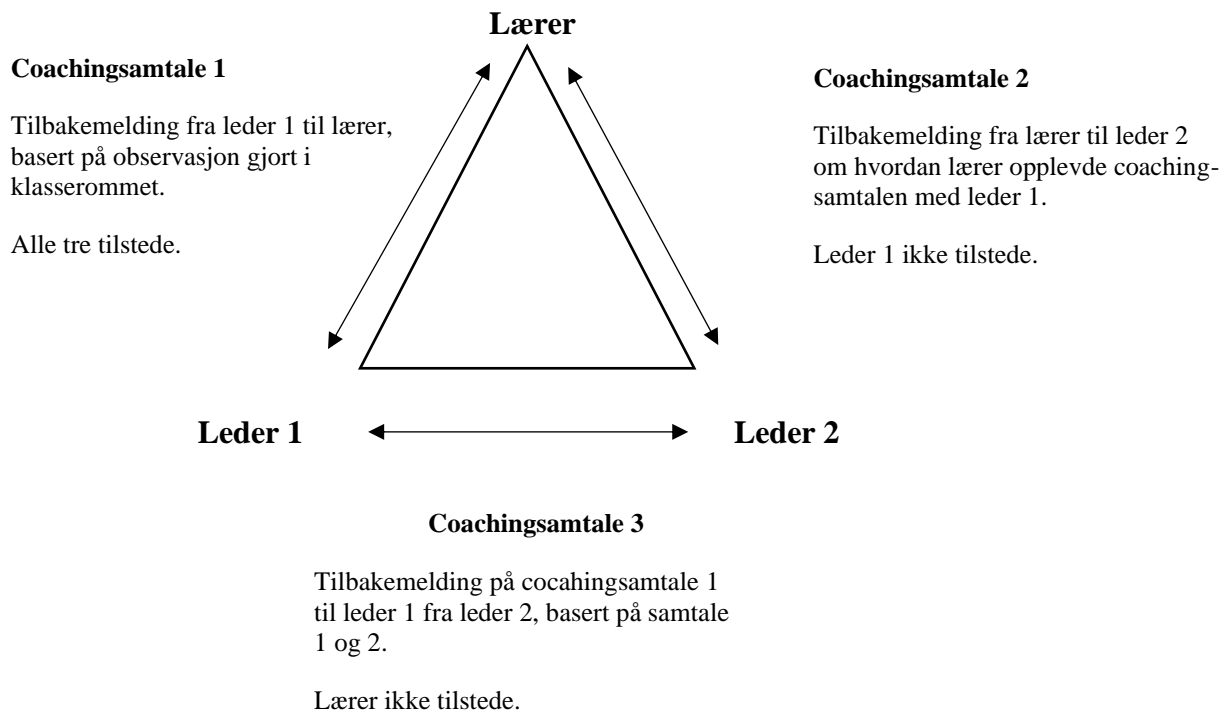 Lærer
Coachingsamtale 1
Tilbakemelding fra leder 1 til lærer,
basert på observasjon gjort i
klasserommet.
Alle tre tilstede.
Coachingsamtale 2
Tilbakemelding fra lærer til leder 2
om hvordan lærer opplevde coaching-
samtalen med leder 1.
Leder 1 ikke tilstede.
Leder 1
Leder 2
Coachingsamtale 3
Tilbakemelding på cocahingsamtale 1
til leder 1 fra leder 2, basert på samtale
1 og 2.
Lærer ikke tilstede.